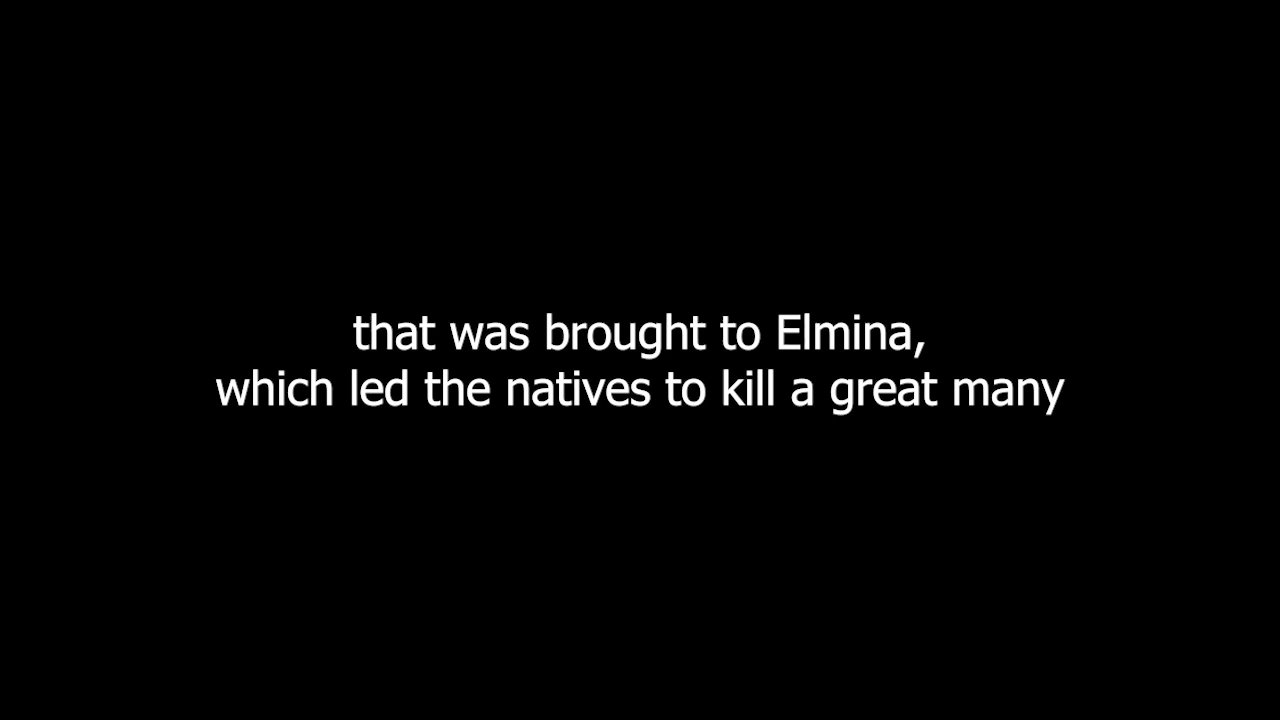 that was brought to Elmina,
which led the natives to kill a great many